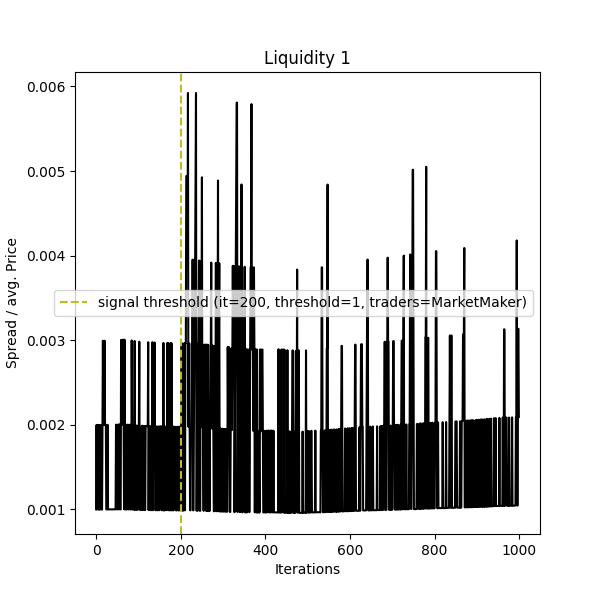 Liquidity 1
0.006
0.005
0.004
0.003
0.002
0.001
Spread / avg. Price
signal threshold (it=200, threshold=1, traders=MarketMaker)
0 200 400 600 800 1000
Iterations